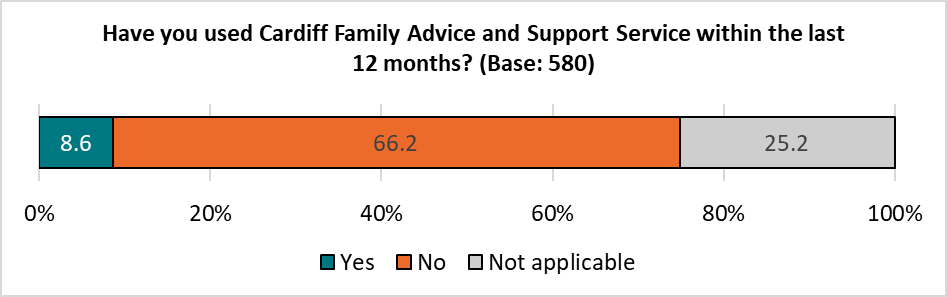 Have you used Cardiff Family Advice and Support Service within the last
12 months? (Base: 580)
8.6 66.2 25.2
0% 20% 40% 60% 80% 100%
Yes No Not applicable